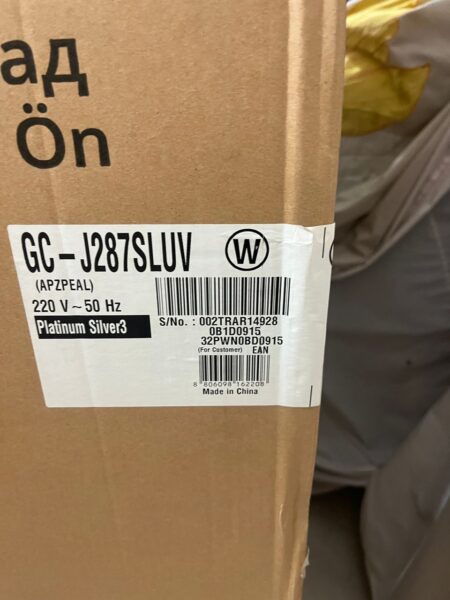 ад
Ön
GC-J287SLUV W
(APZPEAL)
220 V ~ 50 Hz
Platinum Silver3
S/No. : 002TRAR14928
0B1D0915
32PWN0BD0915
(For Customer) EAN
8 806098 162208
Made in China